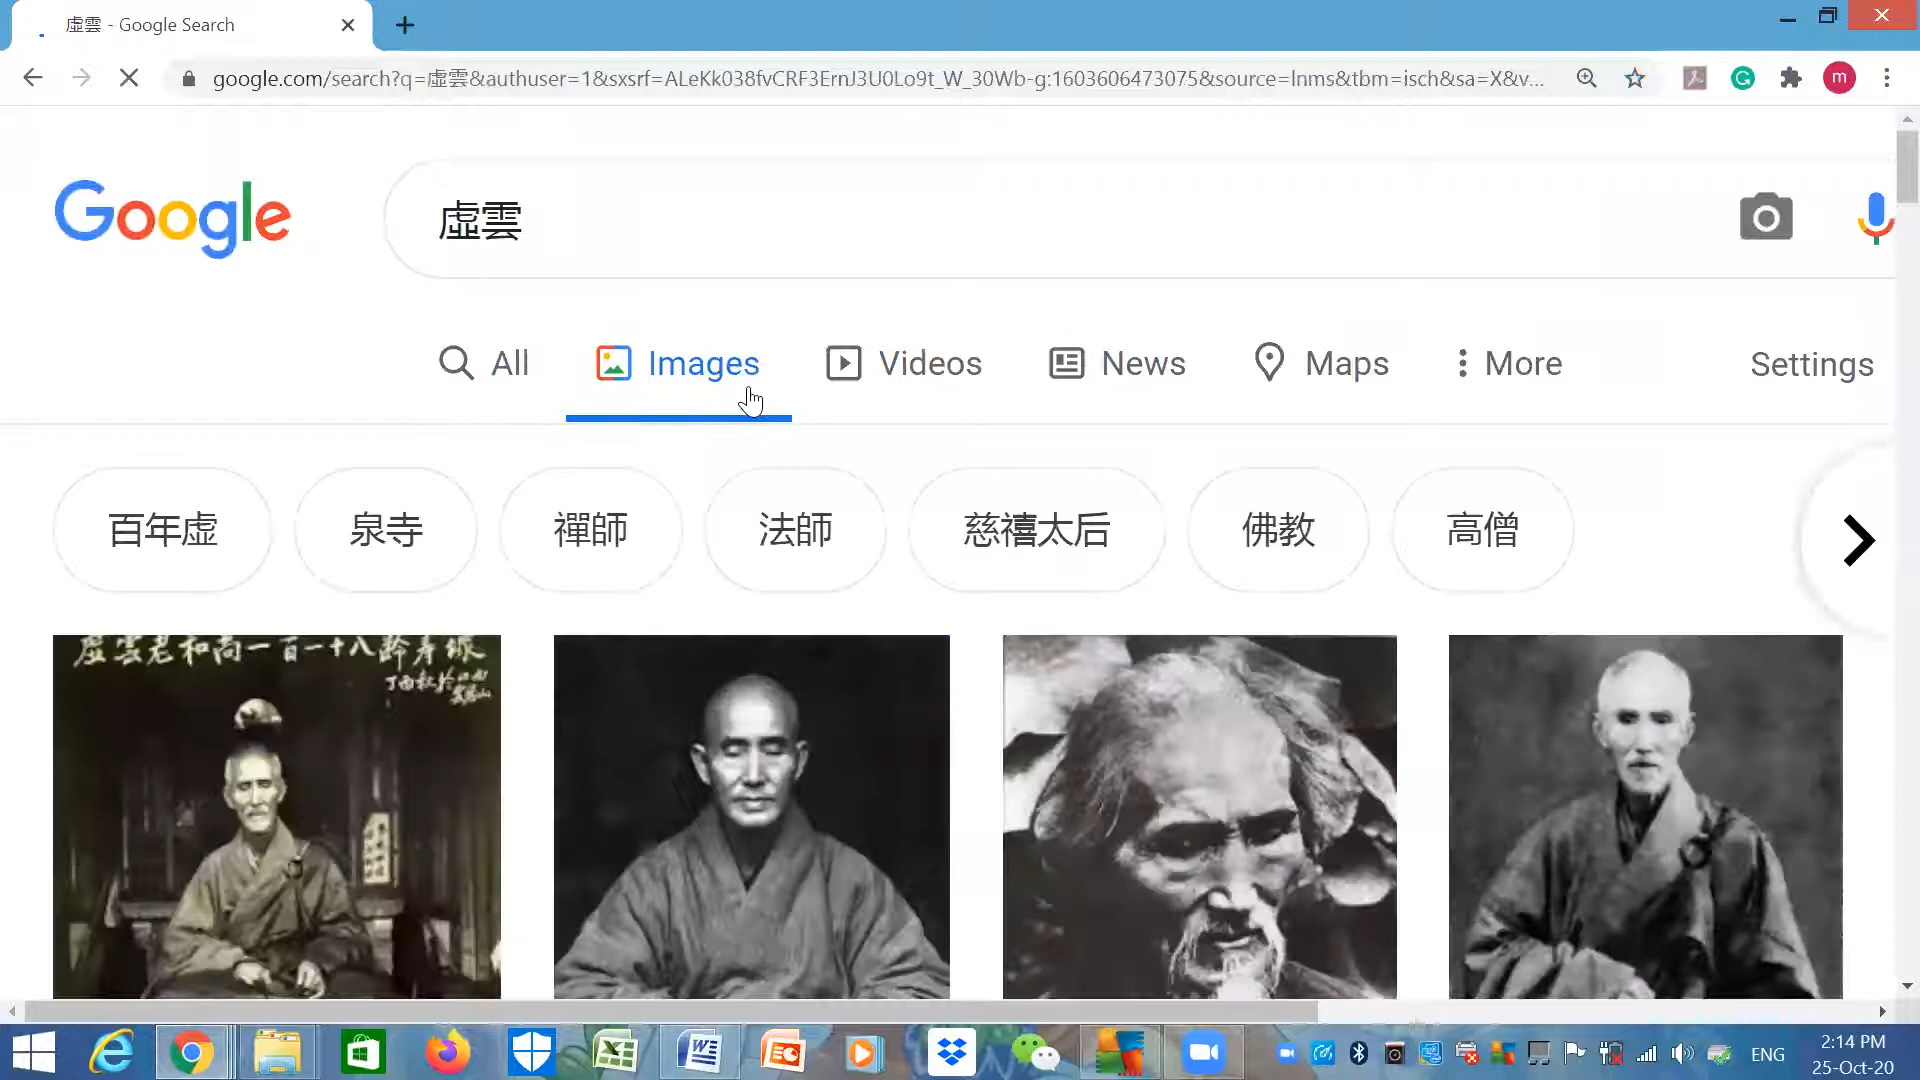 虛雲 - Google Search
google.com/search?q=虛雲&authuser=1&sxsrf=ALeKk038fvCRF3ErnJ3U0Lo9t_W_30Wb-g:1603606473075&source=lnms&tbm=isch&sa=X&v...
m
Google
虛雲
All
Images
Videos
News
Maps
More
Settings
百年虚
泉寺
禪師
法師
慈禧太后
佛教
高僧
虛雲老和尚一百一十八齡壽像
ENG
2:14 PM
25-Oct-20